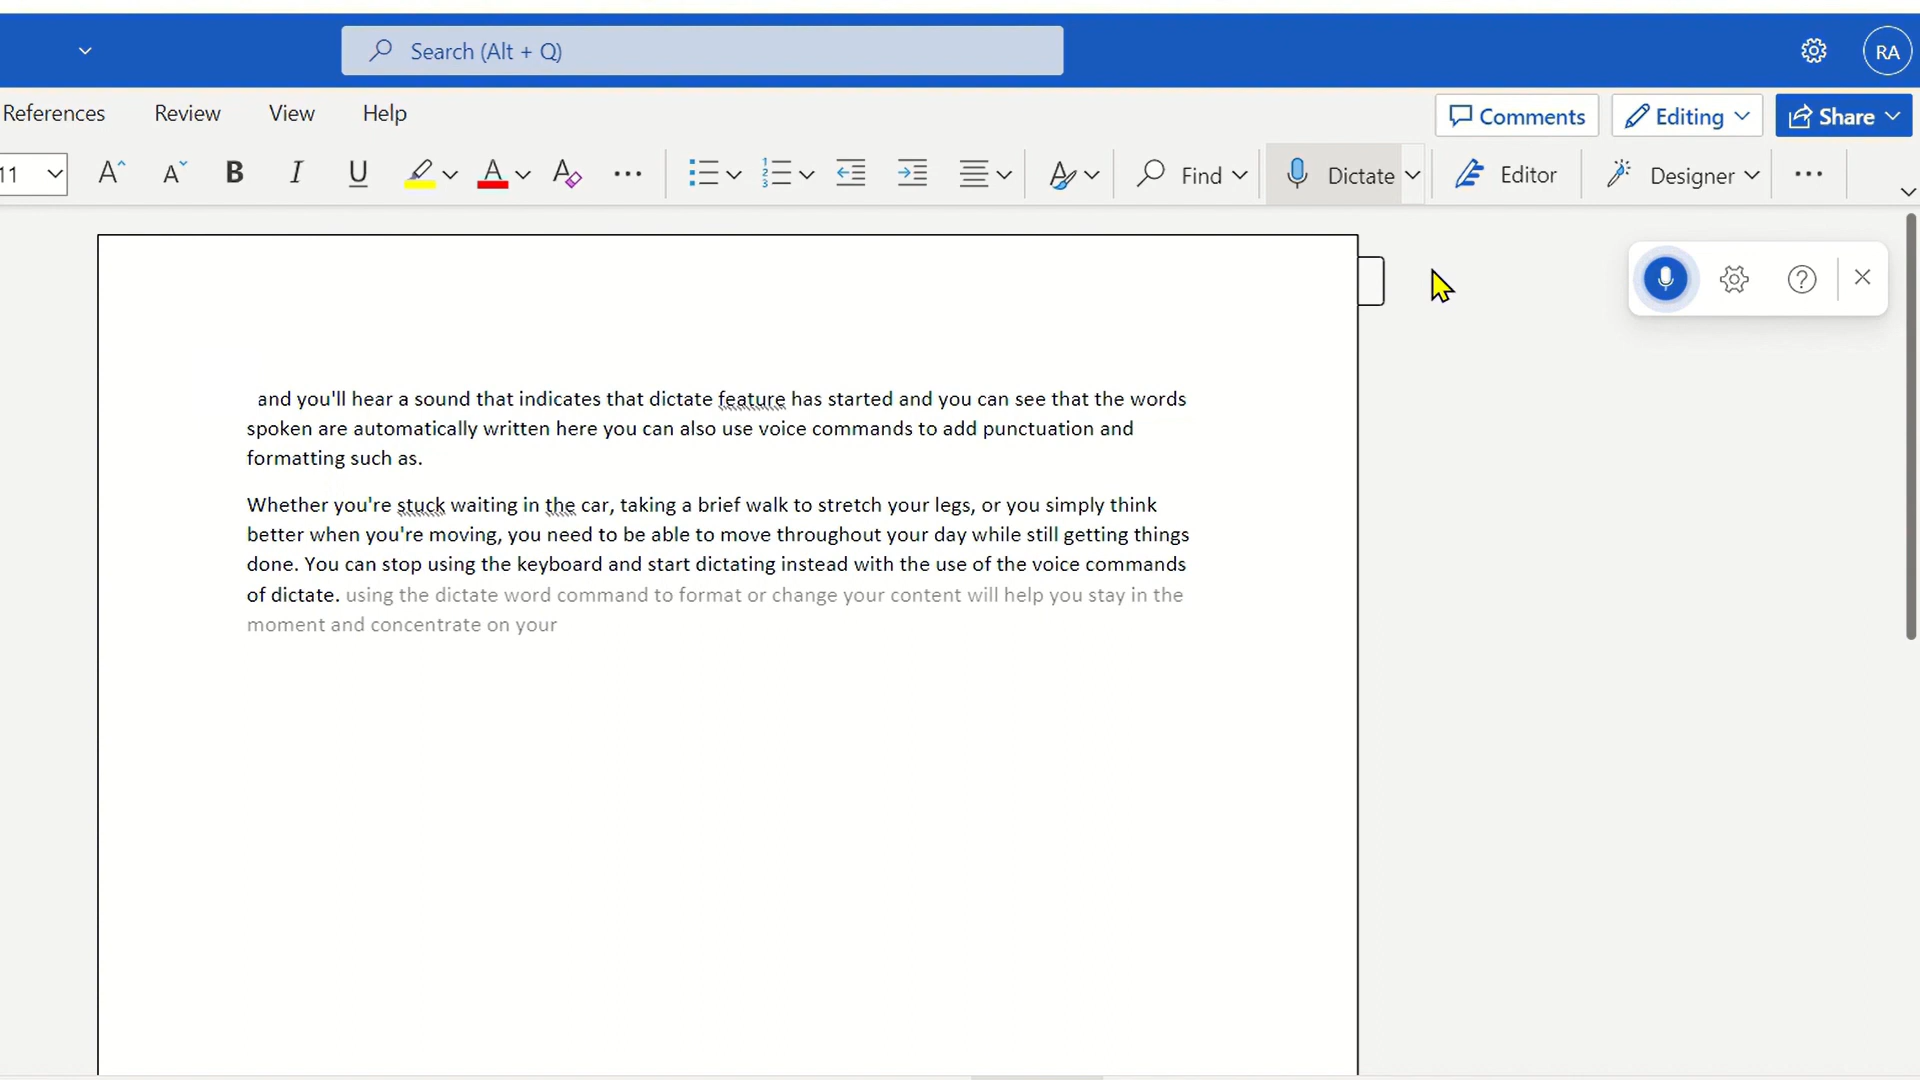 Search (Alt + Q)
RA
References Review View Help
Comments Editing Share
11 B I U A Find Dictate Editor Designer
and you'll hear a sound that indicates that dictate feature has started and you can see that the words
spoken are automatically written here you can also use voice commands to add punctuation and
formatting such as.
Whether you're stuck waiting in the car, taking a brief walk to stretch your legs, or you simply think
better when you're moving, you need to be able to move throughout your day while still getting things
done. You can stop using the keyboard and start dictating instead with the use of the voice commands
of dictate. using the dictate word command to format or change your content will help you stay in the
moment and concentrate on your